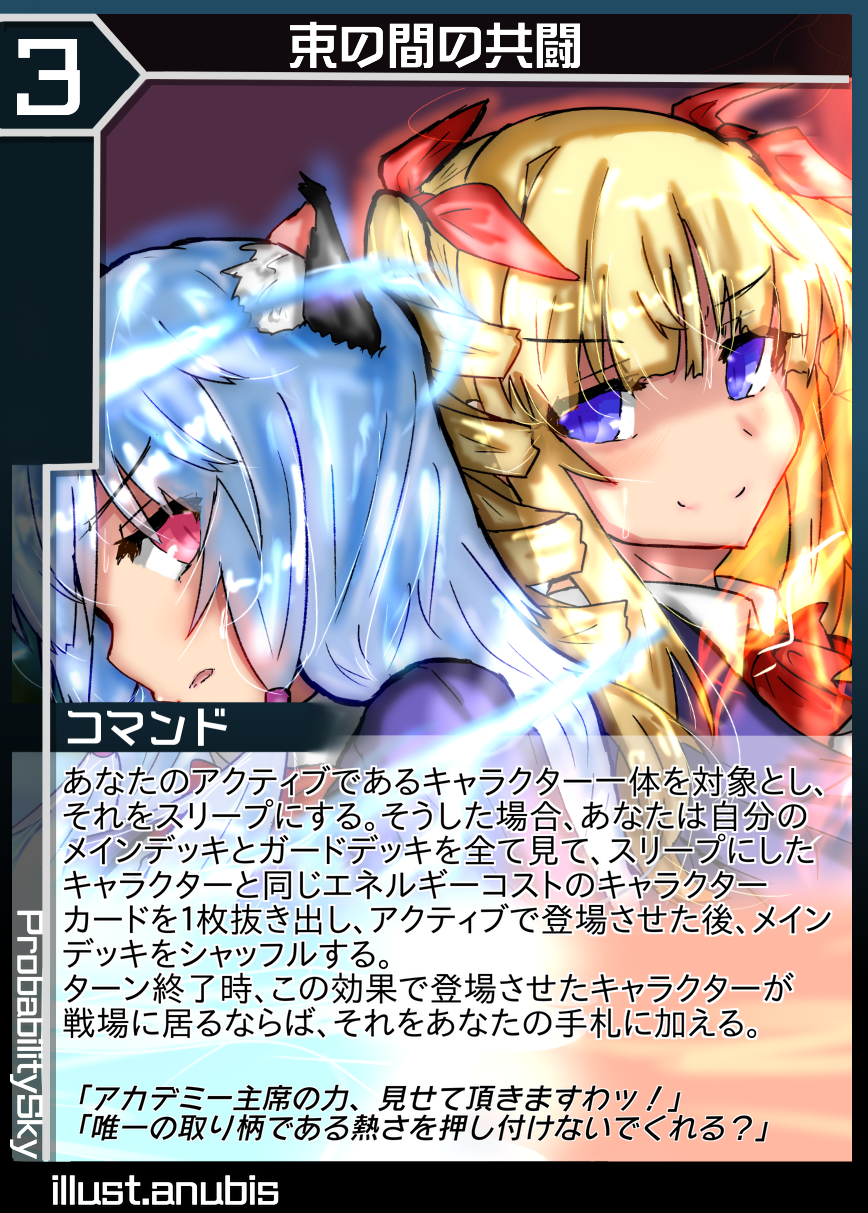 3
束の間の共闘
コマンド
あなたのアクティブであるキャラクター一体を対象とし、
それをスリープにする。そうした場合、あなたは自分の
メインデッキとガードデッキを全て見て、スリープにした
キャラクターと同じエネルギーコストのキャラクター
カードを1枚抜き出し、アクティブで登場させた後、メイン
デッキをシャッフルする。
ターン終了時、この効果で登場させたキャラクターが
戦場に居るならば、それをあなたの手札に加える。
「アカデミー主席の力、見せて頂きますわッ！」
「唯一の取り柄である熱さを押し付けないでくれる？」
ProbabilitySky
illust.anubis